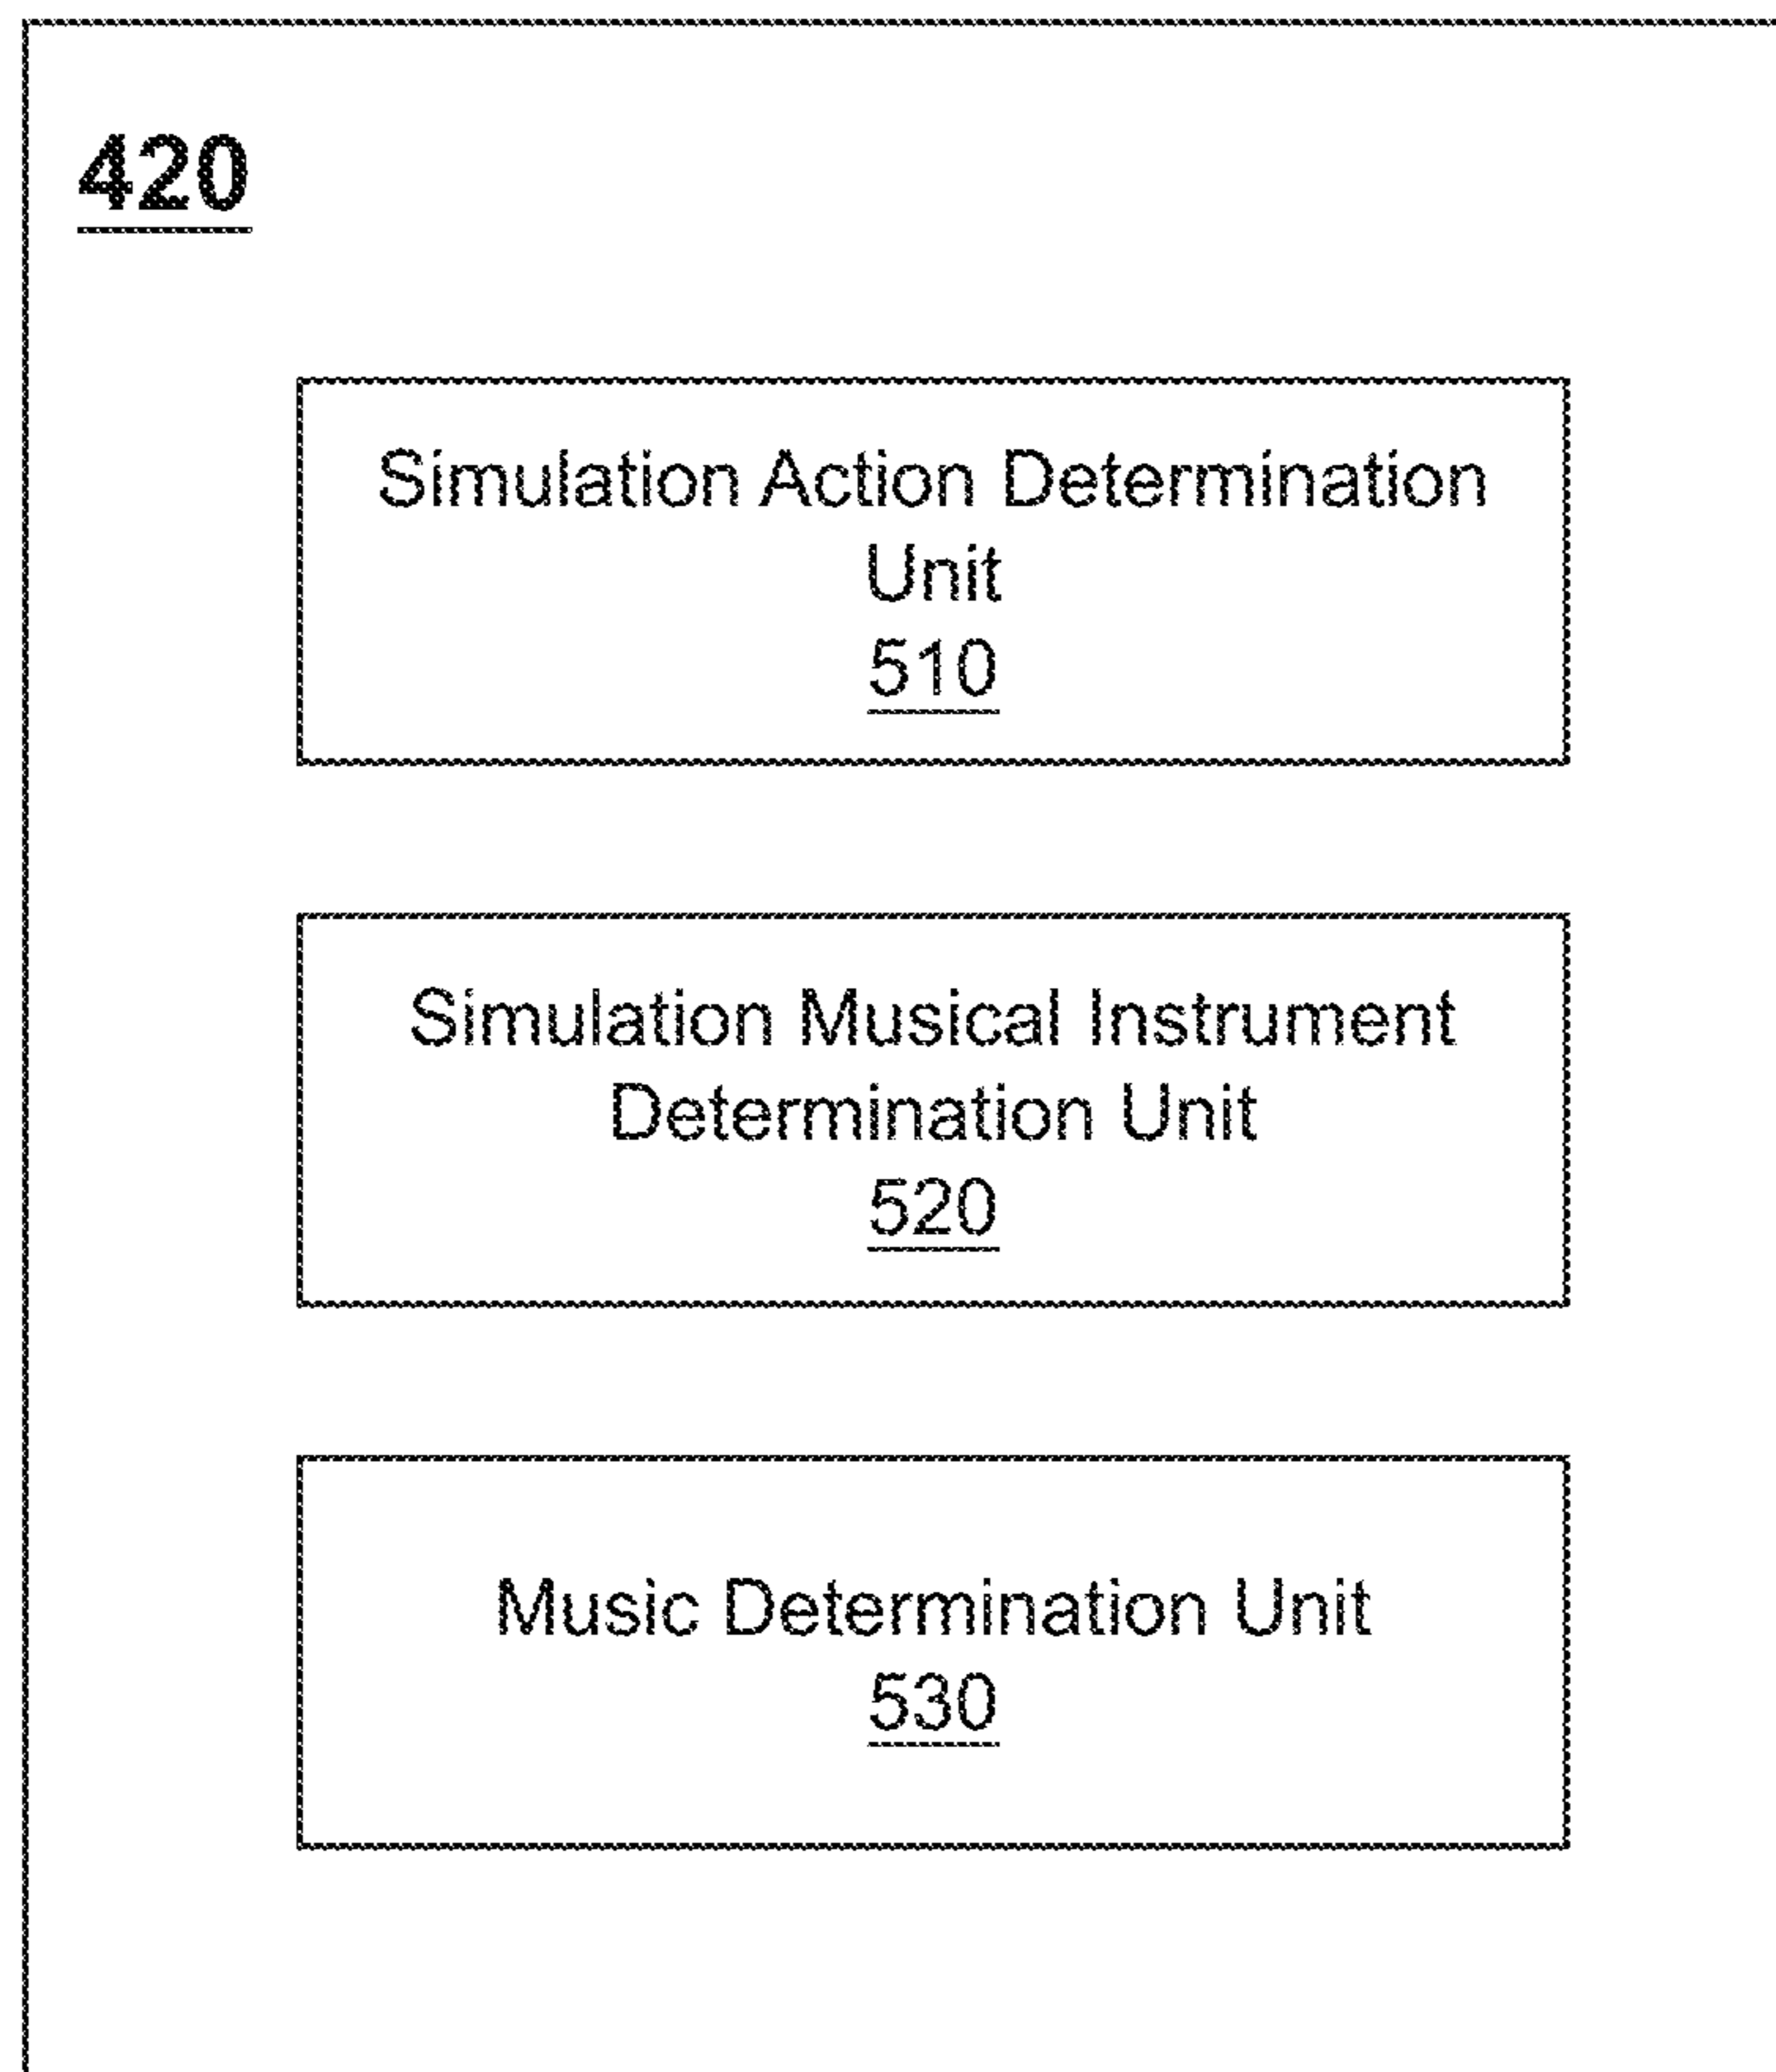 420
Simulation Action Determination
Unit
510
Simulation Musical Instrument
Determination Unit
520
Music Determination Unit
530